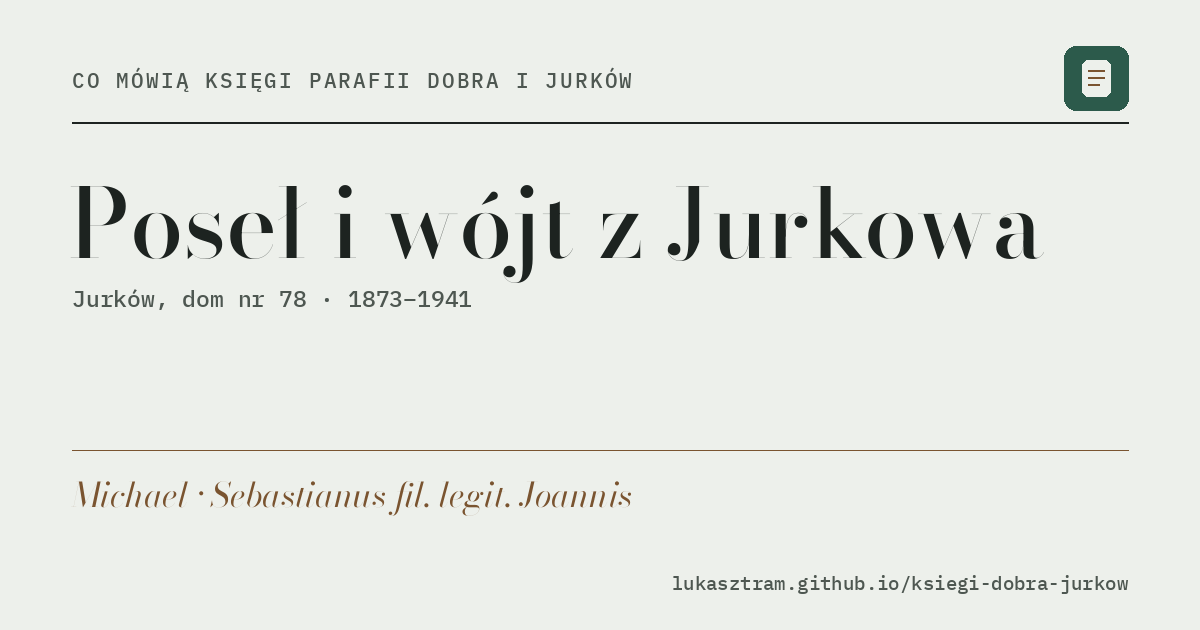 CO MÓWIĄ KSIĘGI PARAFII DOBRA I JURKÓW
Poseł i wójt z Jurkowa
Jurków, dom nr 78 · 1873–1941
Michael · Sebastianus fil. legit. Joannis
lukasztram.github.io/ksiegi-dobra-jurkow